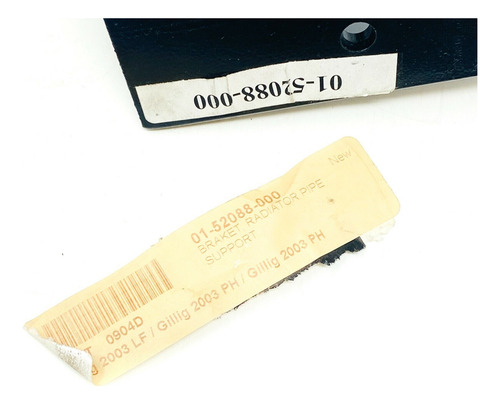 01-52088-000
New
01-52088-000
BRAKET RADIATOR PIPE
SUPPORT
0904D
2003 LF / Gillig 2003 PH / Gillig 2003 PH